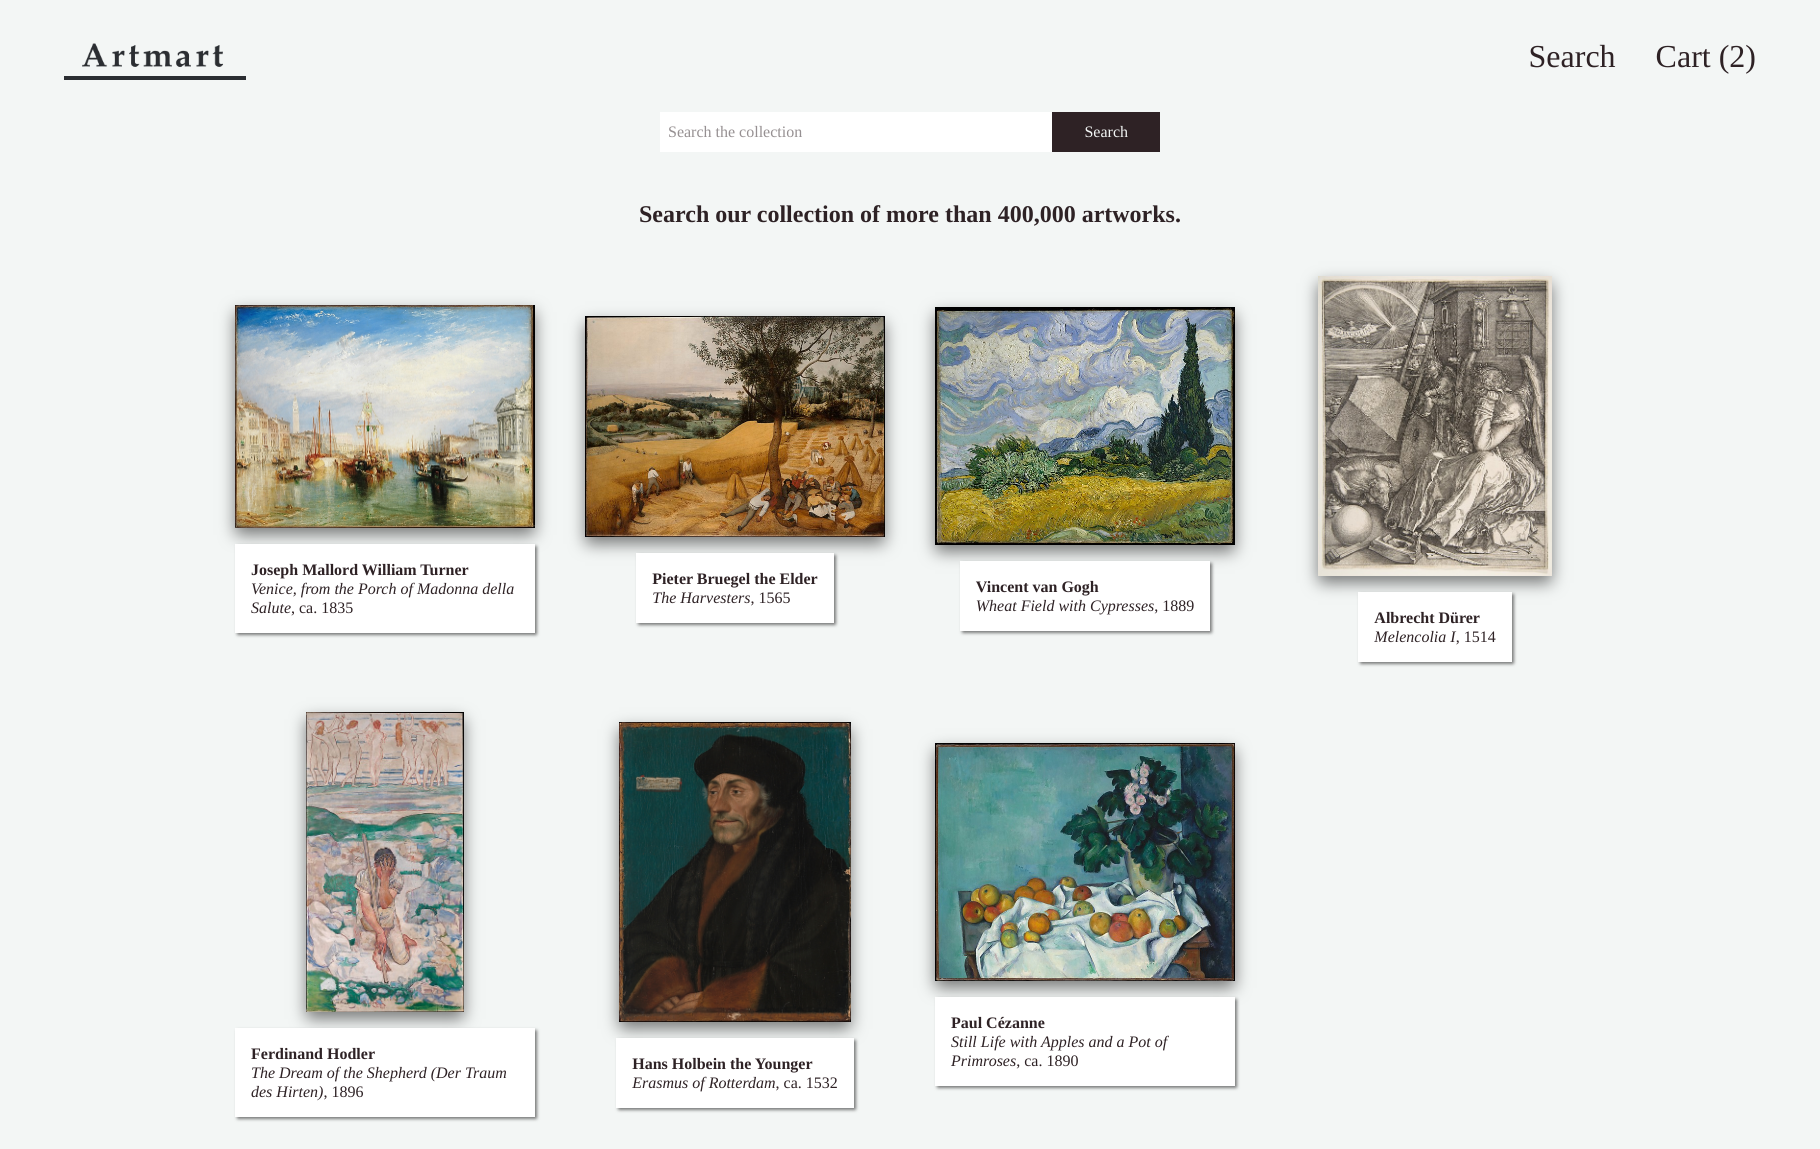 Artmart
Search
Cart (2)
Search the collection
Search
Search our collection of more than 400,000 artworks.
Joseph Mallord William Turner
Venice, from the Porch of Madonna della
Salute, ca. 1835
Pieter Bruegel the Elder
The Harvesters, 1565
Vincent van Gogh
Wheat Field with Cypresses, 1889
Albrecht Dürer
Melencolia I, 1514
Ferdinand Hodler
The Dream of the Shepherd (Der Traum
des Hirten), 1896
Hans Holbein the Younger
Erasmus of Rotterdam, ca. 1532
Paul Cézanne
Still Life with Apples and a Pot of
Primroses, ca. 1890